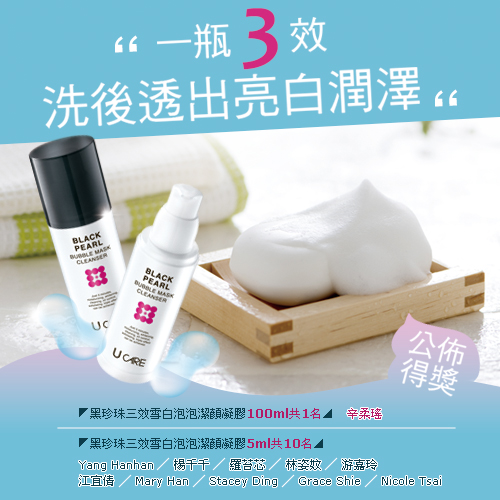 “ 一瓶3效
洗後透出亮白潤澤 “
BLACK
PEARL
BUBBLE MASK
CLEANSER
BLACK
PEARL
BUBBLE MASK
CLEANSER
U CARE
公佈
得獎
黑珍珠三效雪白泡泡潔顏凝膠100ml共1名 辛柔瑤
黑珍珠三效雪白泡泡潔顏凝膠5ml共10名
Yang Hanhan／楊千千／羅苔芯／林姿妏／游嘉玲
江宜倩／Mary Han／Stacey Ding／Grace Shie／Nicole Tsai